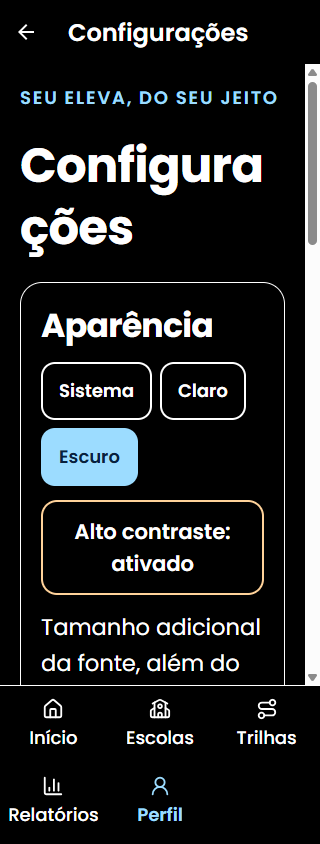 Configurações
SEU ELEVA, DO SEU JEITO
Configura
ções
Aparência
Sistema
Claro
Escuro
Alto contraste:
ativado
Tamanho adicional
da fonte, além do
Início
Escolas
Trilhas
Relatórios
Perfil